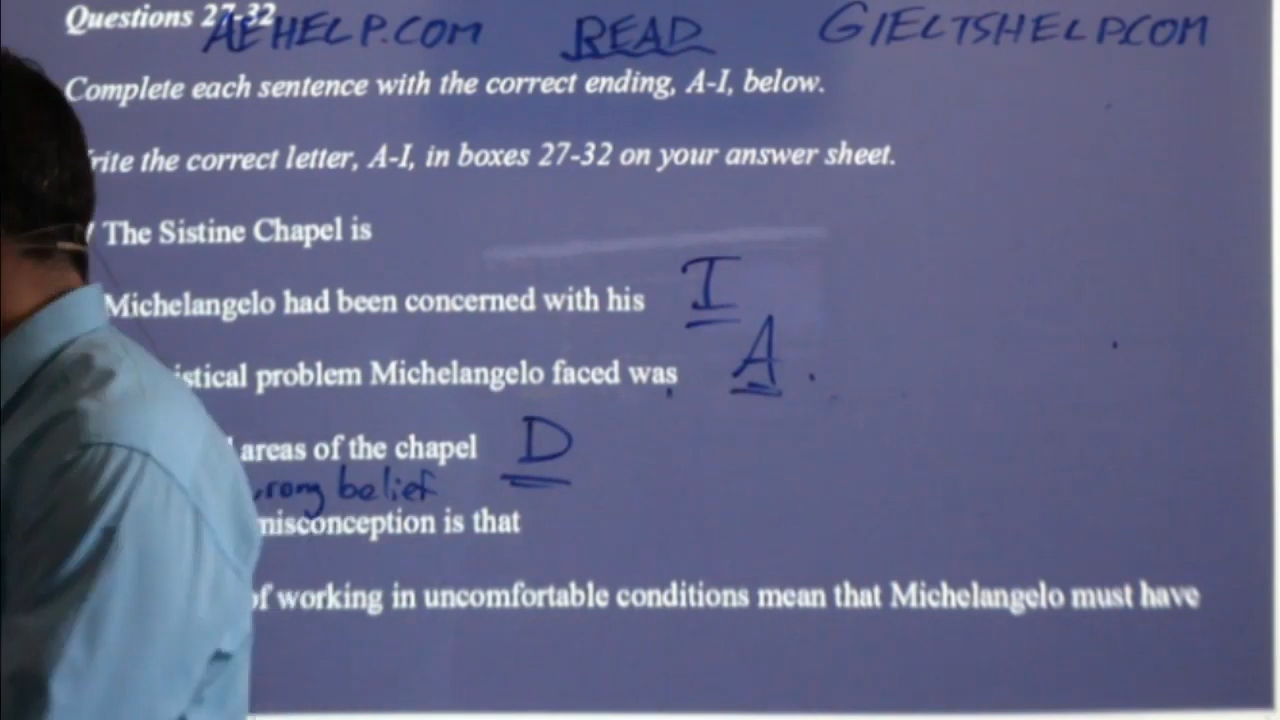 Questions 27-32
AEHELP.COM READ GIELTSHELP.COM
Complete each sentence with the correct ending, A-I, below.
rite the correct letter, A-I, in boxes 27-32 on your answer sheet.
The Sistine Chapel is
Michelangelo had been concerned with his I
istical problem Michelangelo faced was A.
areas of the chapel D
rong belief
misconception is that
of working in uncomfortable conditions mean that Michelangelo must have